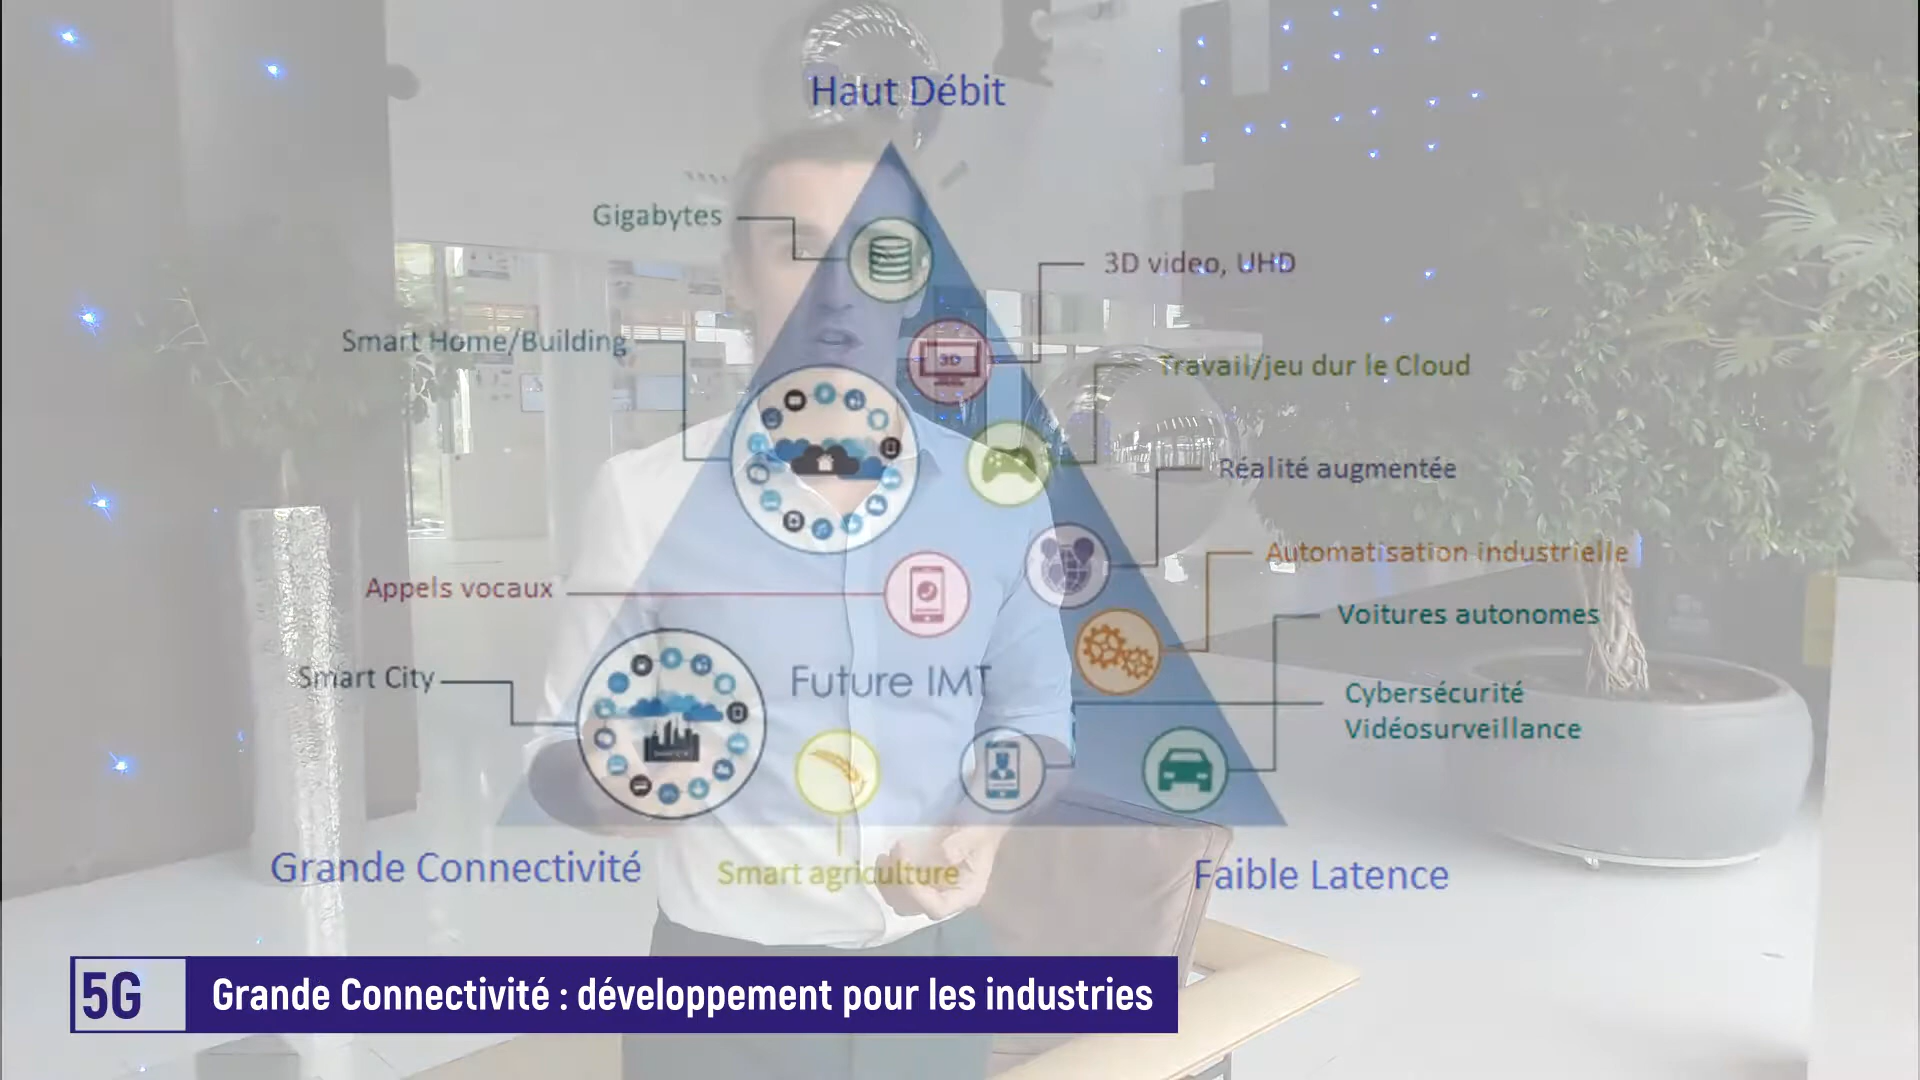 Haut Débit
Gigabytes
3D video, UHD
3D
Smart Home/Building
Travail/jeu dur le Cloud
Réalité augmentée
Automatisation industrielle
Appels vocaux
Voitures autonomes
Smart City
Future IMT
Cybersécurité
Vidéosurveillance
Grande Connectivité
Smart agriculture
Faible Latence
5G
Grande Connectivité : développement pour les industries